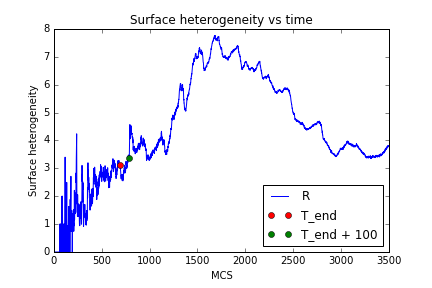 Surface heterogeneity vs time
8
7
6
5
4
3
2
1
0
Surface heterogeneity
0 500 1000 1500 2000 2500 3000 3500
MCS
R
T_end
T_end + 100